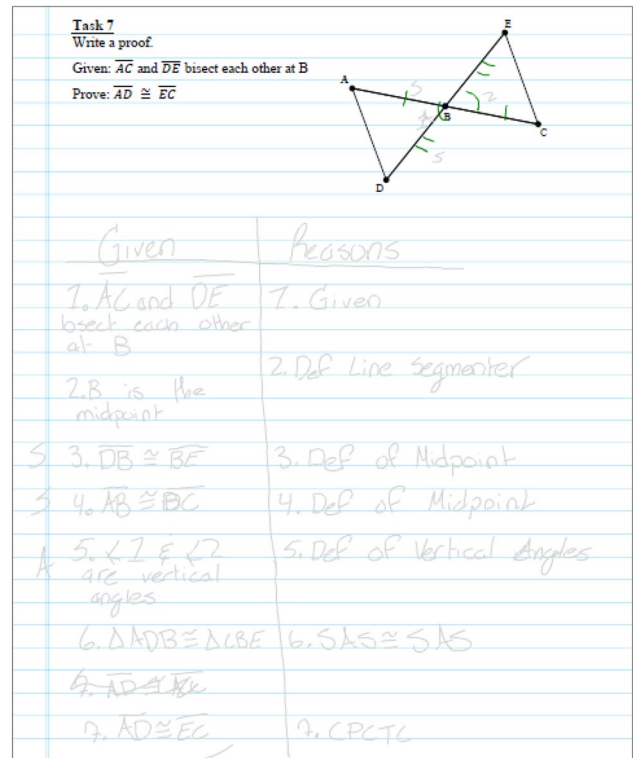 Task 7
Write a proof.
Given: AC and DE bisect each other at B
Prove: AD ≅ EC
E
A
S
2
B
1
C
S
D
Given Reasons
1. AC and DE 1. Given
bsect each other
at B
2. Def Line Segmenter
2. B is the
midpoint
S 3. DB ≅ BE 3. Def of Midpoint
S 4. AB ≅ BC 4. Def of Midpoint
A 5. ∠1 & ∠2 5. Def of Vertical Angles
are vertical
angles
6. △ADB ≅ △CBE 6. SAS ≅ SAS
7. AD ≅ EC 7. CPCTC